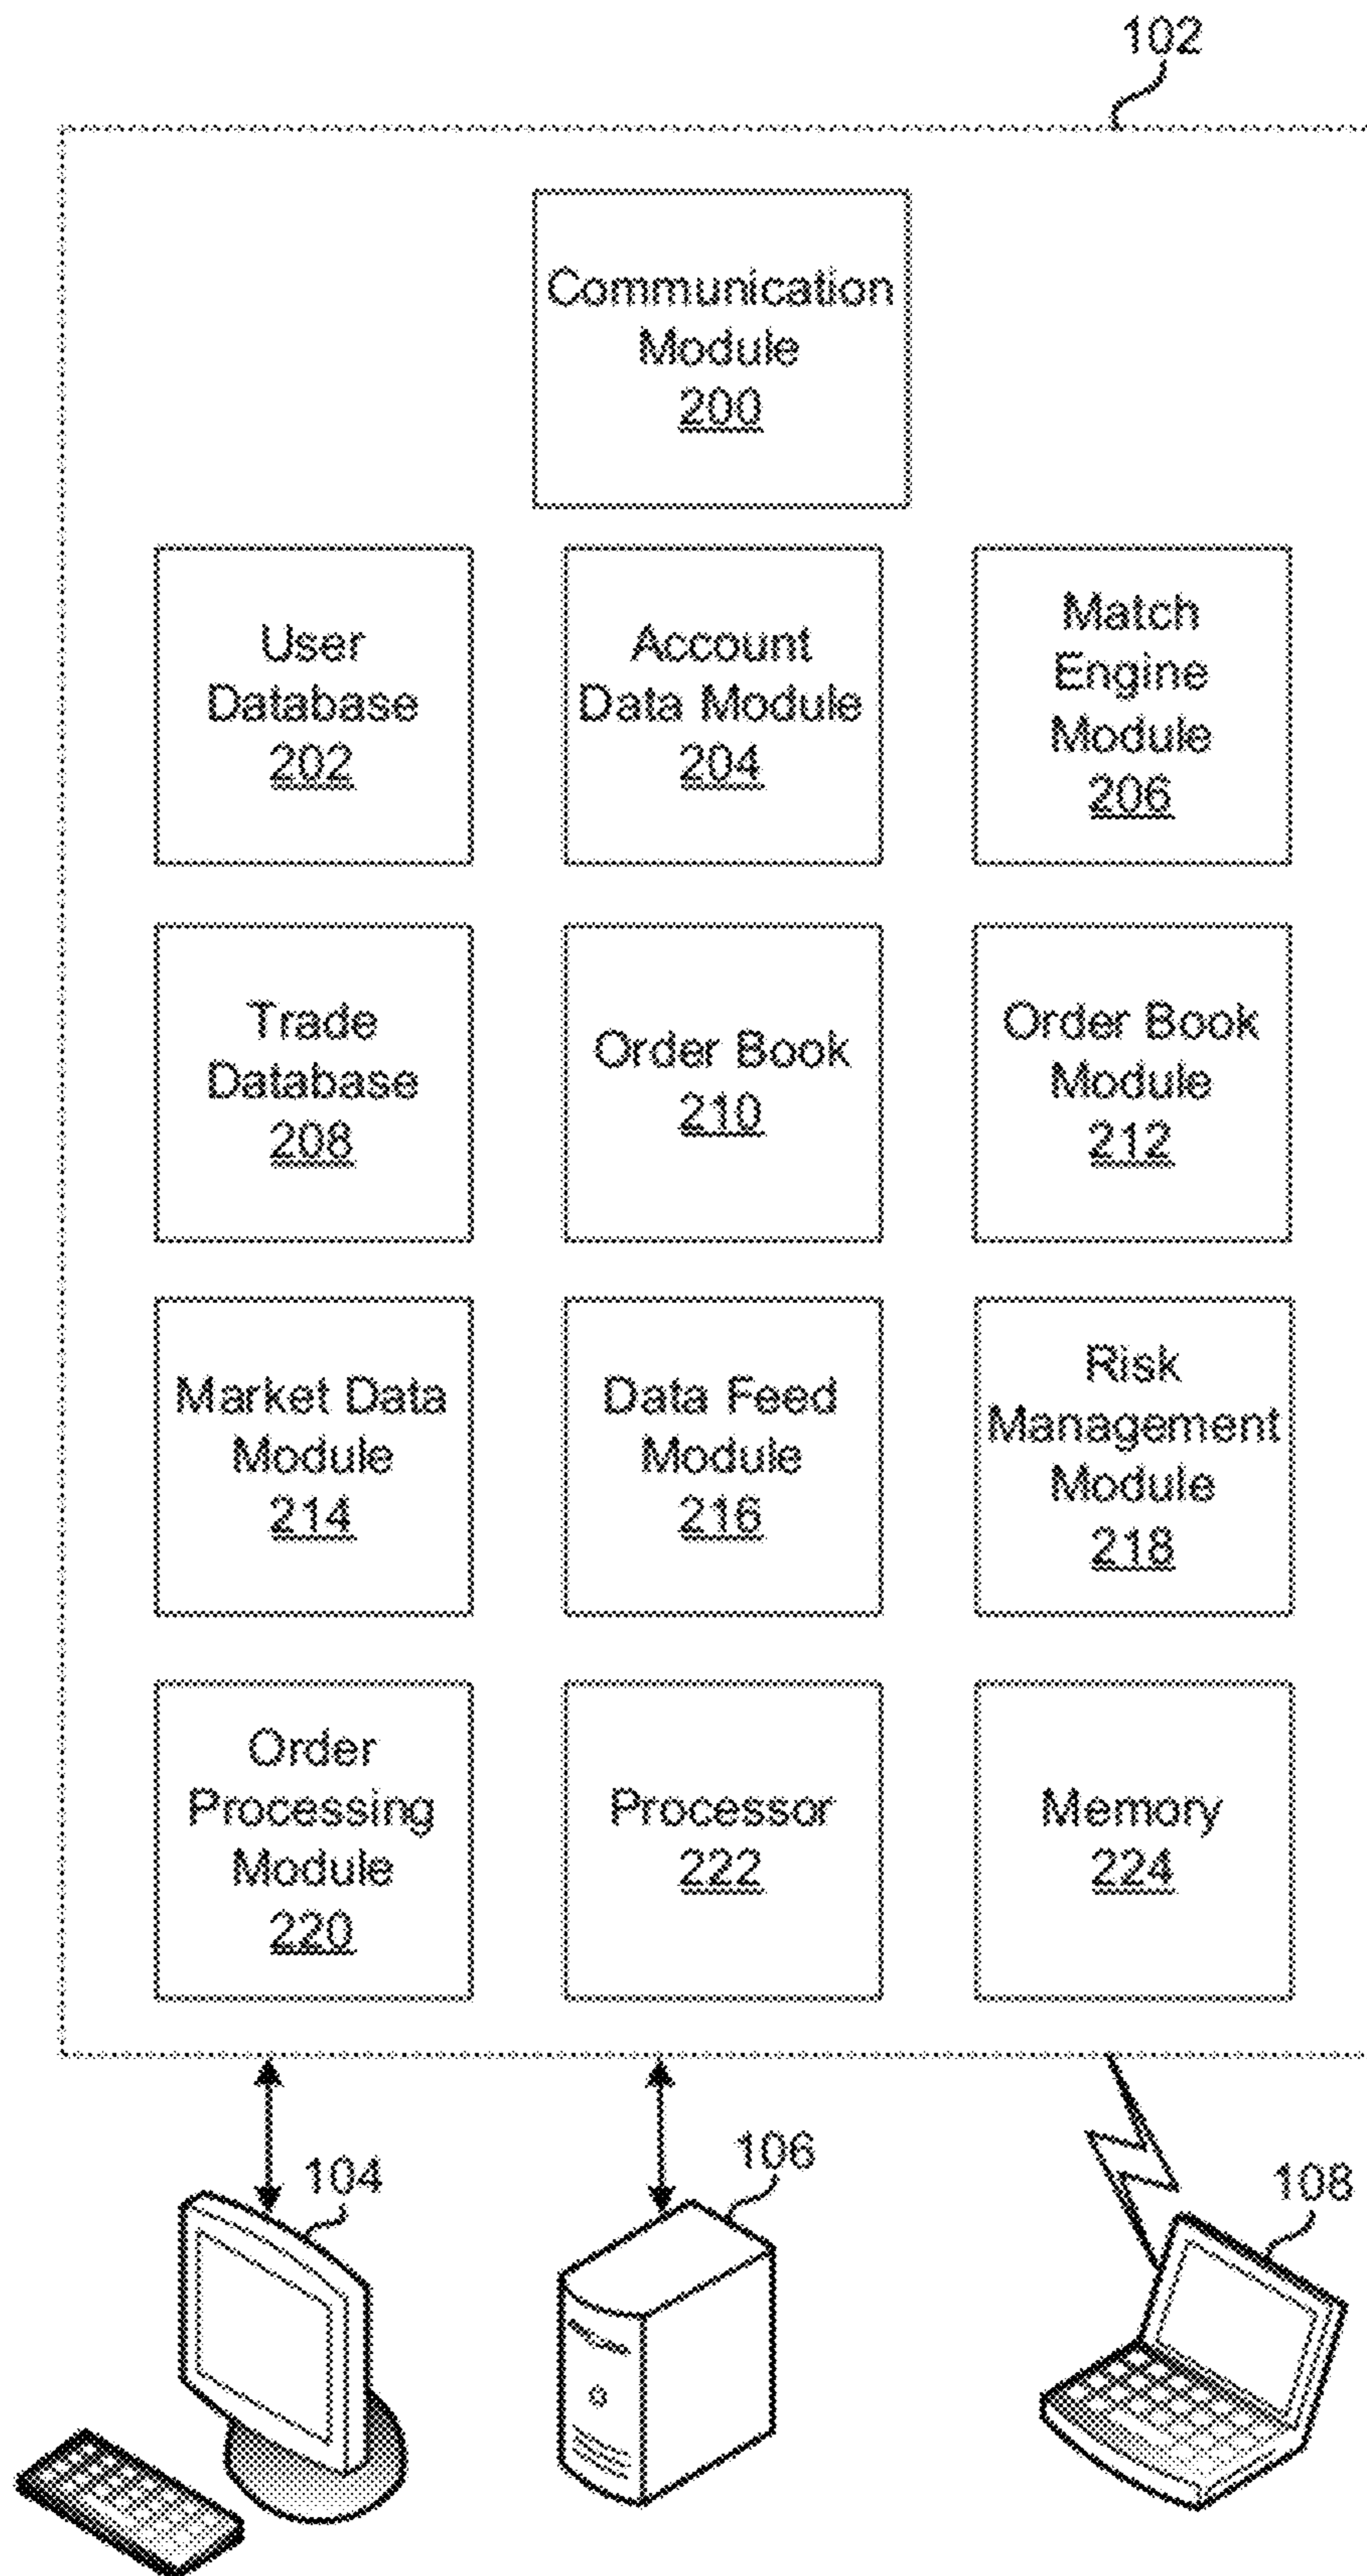 102
Communication
Module
200
User
Database
202
Account
Data Module
204
Match
Engine
Module
206
Trade
Database
208
Order Book
210
Order Book
Module
212
Market Data
Module
214
Data Feed
Module
216
Risk
Management
Module
218
Order
Processing
Module
220
Processor
222
Memory
224
104
106
108